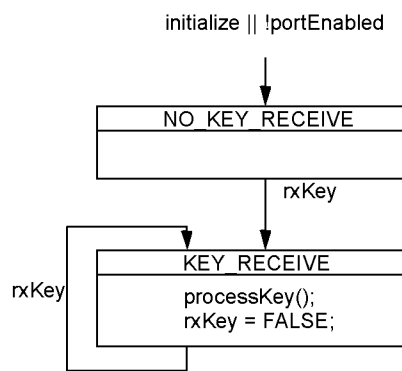 initialize || !portEnabled
NO_KEY_RECEIVE
rxKey
KEY_RECEIVE
rxKey
processKey();
rxKey = FALSE;